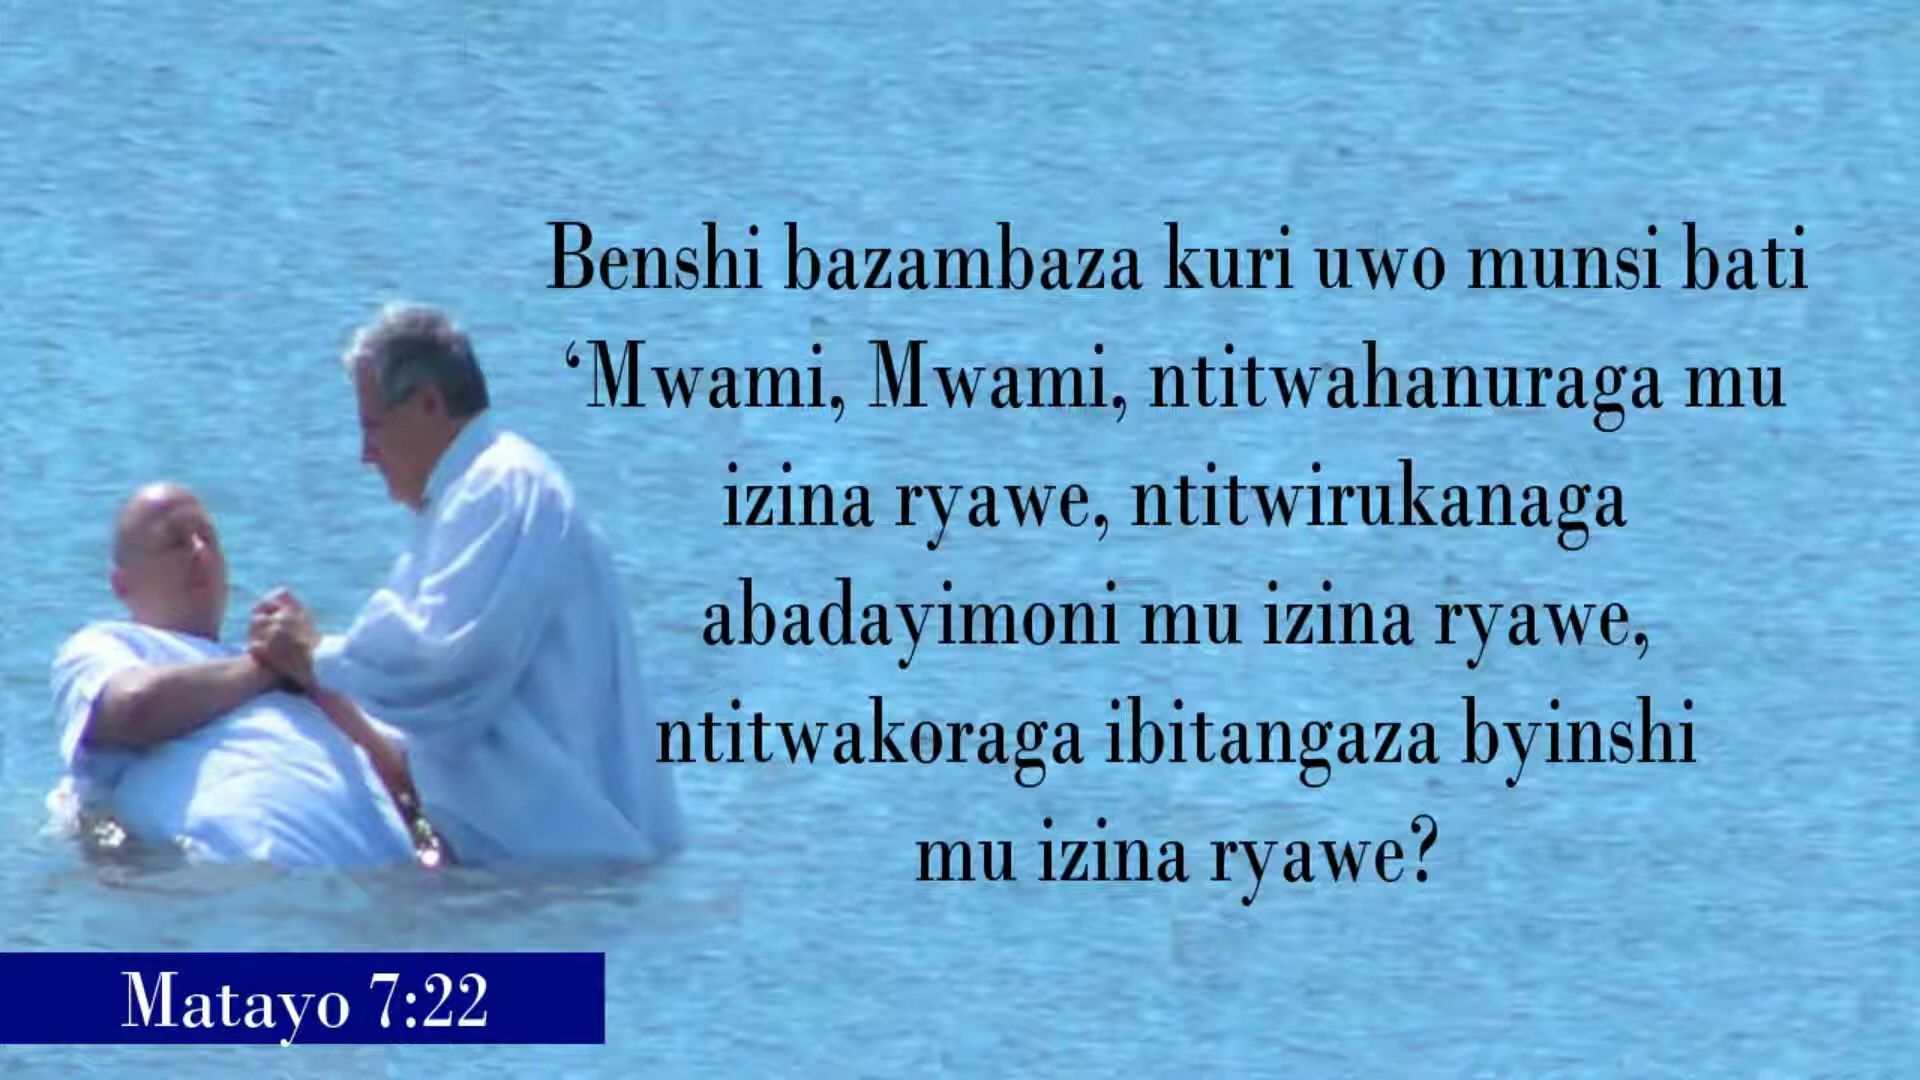 Benshi bazambaza kuri uwo munsi bati
‘Mwami, Mwami, ntitwahanuraga mu
izina ryawe, ntitwirukanaga
abadayimoni mu izina ryawe,
ntitwakoraga ibitangaza byinshi
mu izina ryawe?
Matayo 7:22